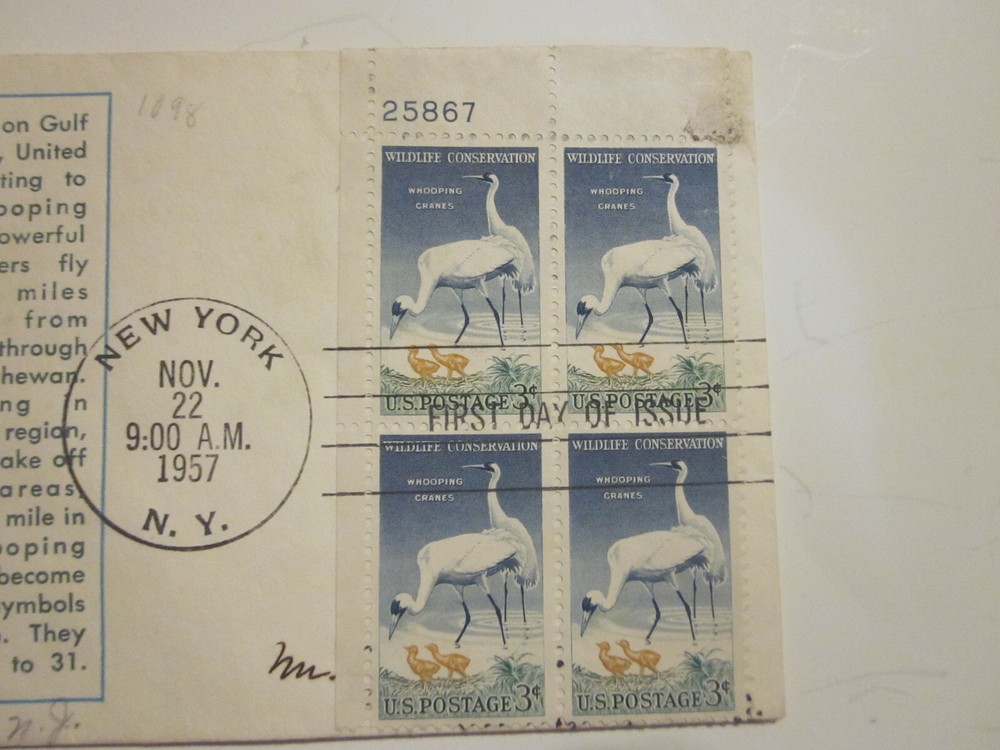 1098
on Gulf
, United
ting to
ooping
owerful
ers fly
miles
from
through
hewan.
ng in
region,
ake off
areas,
mile in
ooping
become
symbols
n. They
to 31.
N.J.
NEW YORK
NOV.
22
9:00 A.M.
1957
N. Y.
25867
WILDLIFE CONSERVATION
WHOOPING
CRANES
U.S.POSTAGE 3¢
WILDLIFE CONSERVATION
WHOOPING
CRANES
U.S.POSTAGE 3¢
FIRST DAY OF ISSUE
WILDLIFE CONSERVATION
WHOOPING
CRANES
U.S.POSTAGE 3¢
WILDLIFE CONSERVATION
WHOOPING
CRANES
U.S.POSTAGE 3¢